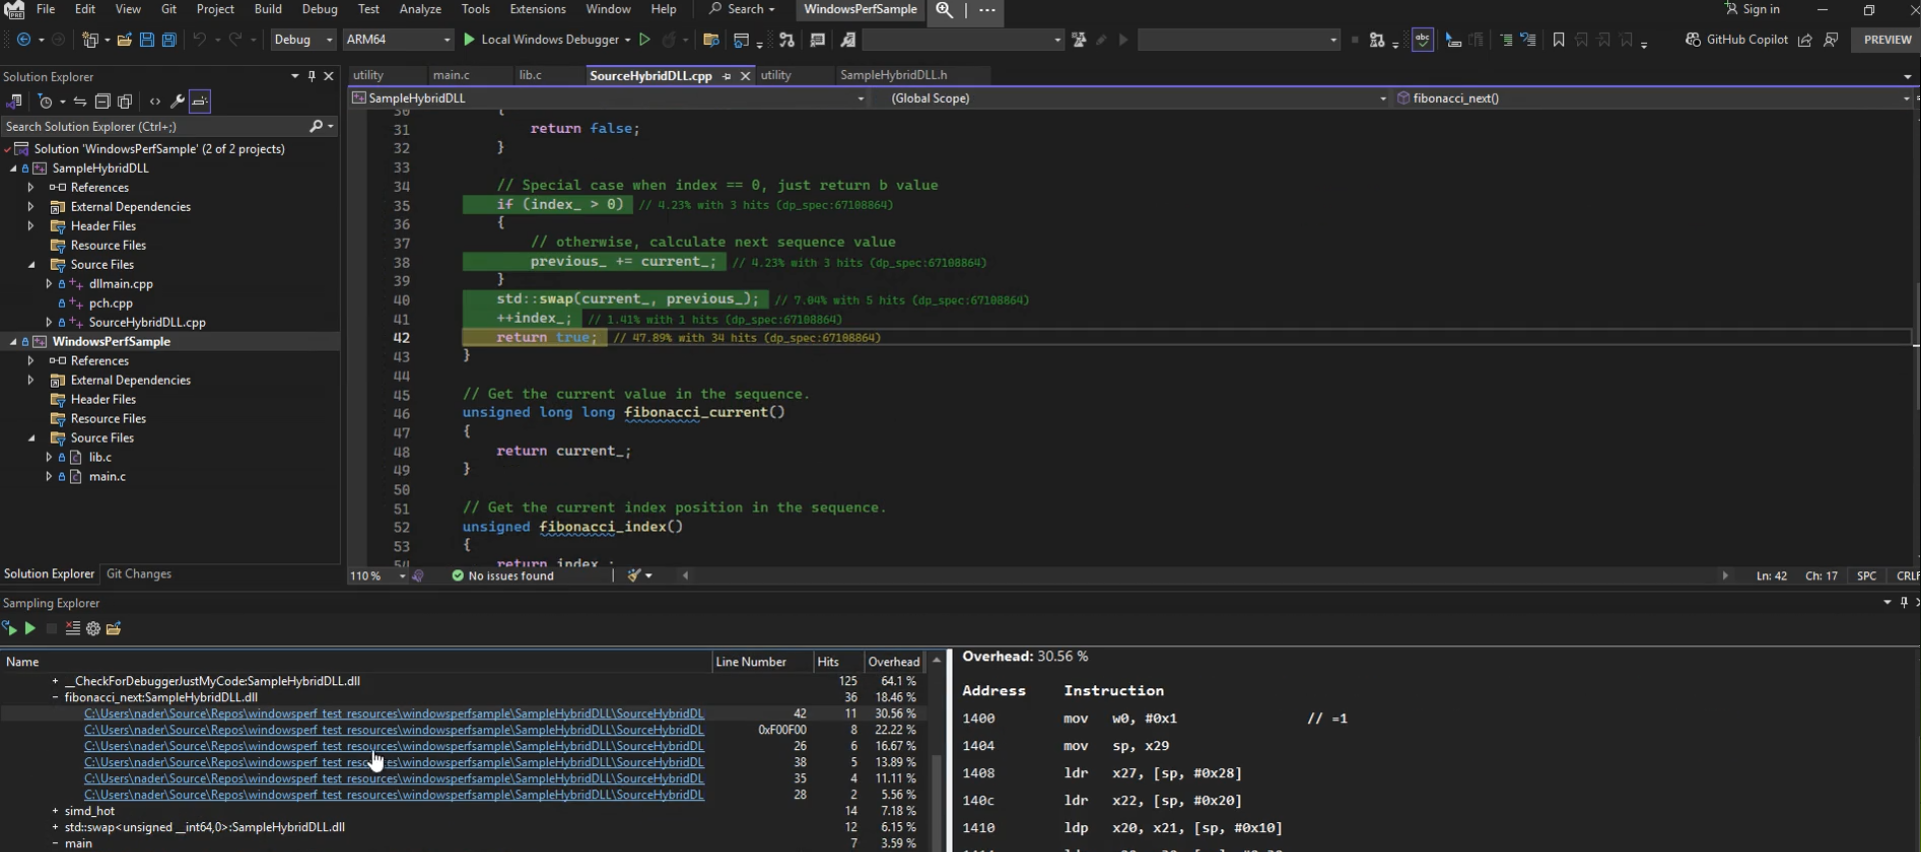 File Edit View Git Project Build Debug Test Analyze Tools Extensions Window Help Search WindowsPerfSample Sign in
Debug ARM64 Local Windows Debugger GitHub Copilot PREVIEW
Solution Explorer
Search Solution Explorer (Ctrl+;)
Solution 'WindowsPerfSample' (2 of 2 projects)
SampleHybridDLL
References
External Dependencies
Header Files
Resource Files
Source Files
dllmain.cpp
pch.cpp
SourceHybridDLL.cpp
WindowsPerfSample
References
External Dependencies
Header Files
Resource Files
Source Files
lib.c
main.c
Solution Explorer Git Changes
utility main.c lib.c SourceHybridDLL.cpp utility SampleHybridDLL.h
SampleHybridDLL (Global Scope) fibonacci_next()
30 {
31 return false;
32 }
33
34 // Special case when index == 0, just return b value
35 if (index_ > 0) // 4.23% with 3 hits (dp_spec:67108864)
36 {
37 // otherwise, calculate next sequence value
38 previous_ += current_; // 4.23% with 3 hits (dp_spec:67108864)
39 }
40 std::swap(current_, previous_); // 7.04% with 5 hits (dp_spec:67108864)
41 ++index_; // 1.41% with 1 hits (dp_spec:67108864)
42 return true; // 47.89% with 34 hits (dp_spec:67108864)
43 }
44
45 // Get the current value in the sequence.
46 unsigned long long fibonacci_current()
47 {
48 return current_;
49 }
50
51 // Get the current index position in the sequence.
52 unsigned fibonacci_index()
53 {
54 return index_;
110 % No issues found Ln: 42 Ch: 17 SPC CRLF
Sampling Explorer
Name Line Number Hits Overhead
+ __CheckForDebuggerJustMyCode:SampleHybridDLL.dll 125 64.1 %
− fibonacci_next:SampleHybridDLL.dll 36 18.46 %
C:\Users\nader\Source\Repos\windowsperf_test_resources\windowsperfsample\SampleHybridDLL\SourceHybridDL 42 11 30.56 %
C:\Users\nader\Source\Repos\windowsperf_test_resources\windowsperfsample\SampleHybridDLL\SourceHybridDL 0xF00F00 8 22.22 %
C:\Users\nader\Source\Repos\windowsperf_test_resources\windowsperfsample\SampleHybridDLL\SourceHybridDL 26 6 16.67 %
C:\Users\nader\Source\Repos\windowsperf_test_resources\windowsperfsample\SampleHybridDLL\SourceHybridDL 38 5 13.89 %
C:\Users\nader\Source\Repos\windowsperf_test_resources\windowsperfsample\SampleHybridDLL\SourceHybridDL 35 4 11.11 %
C:\Users\nader\Source\Repos\windowsperf_test_resources\windowsperfsample\SampleHybridDLL\SourceHybridDL 28 2 5.56 %
+ simd_hot 14 7.18 %
+ std::swap<unsigned __int64,0>:SampleHybridDLL.dll 12 6.15 %
− main 7 3.59 %
Overhead: 30.56 %
Address Instruction
1400 mov w0, #0x1 // =1
1404 mov sp, x29
1408 ldr x27, [sp, #0x28]
140c ldr x22, [sp, #0x20]
1410 ldp x20, x21, [sp, #0x10]